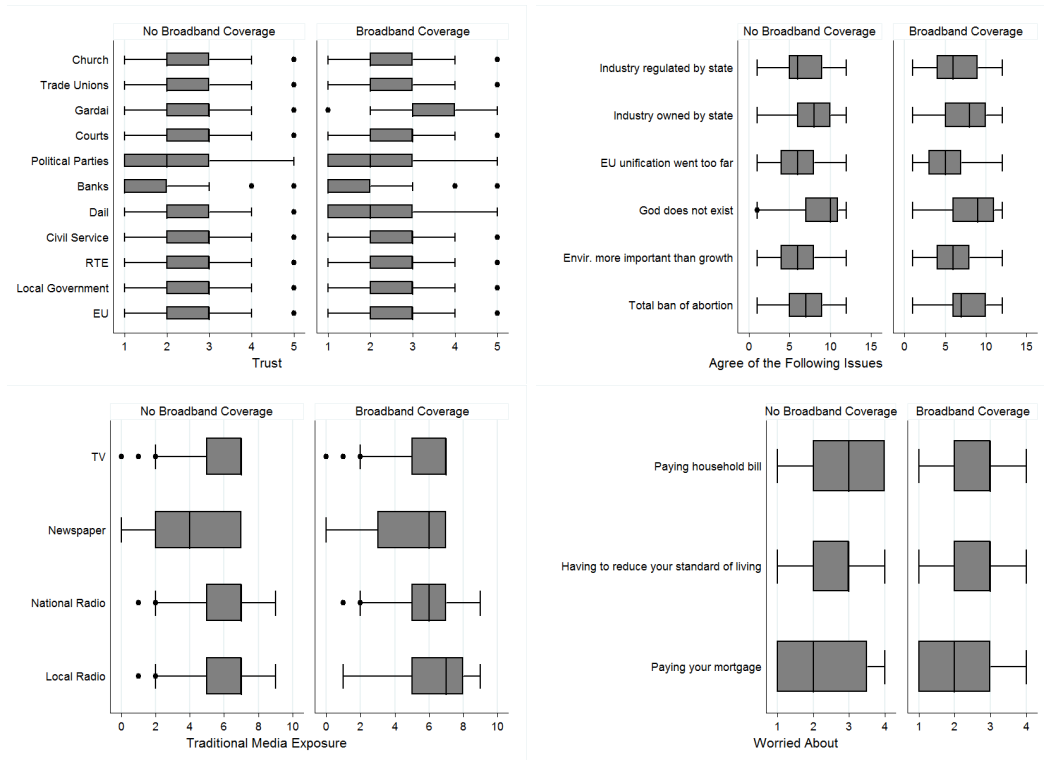 No Broadband Coverage Broadband Coverage
Church
Trade Unions
Gardai
Courts
Political Parties
Banks
Dail
Civil Service
RTE
Local Government
EU
1 2 3 4 5 1 2 3 4 5
Trust
No Broadband Coverage Broadband Coverage
Industry regulated by state
Industry owned by state
EU unification went too far
God does not exist
Envir. more important than growth
Total ban of abortion
0 5 10 15 0 5 10 15
Agree of the Following Issues
No Broadband Coverage Broadband Coverage
TV
Newspaper
National Radio
Local Radio
0 2 4 6 8 10 0 2 4 6 8 10
Traditional Media Exposure
No Broadband Coverage Broadband Coverage
Paying household bill
Having to reduce your standard of living
Paying your mortgage
1 2 3 4 1 2 3 4
Worried About